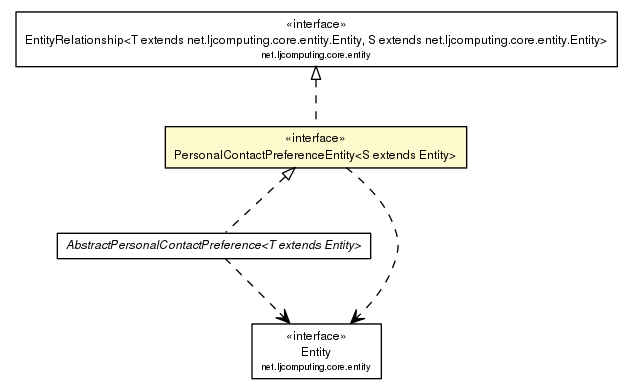 «interface»
EntityRelationship<T extends net.ljcomputing.core.entity.Entity, S extends net.ljcomputing.core.entity.Entity>
net.ljcomputing.core.entity
«interface»
PersonalContactPreferenceEntity<S extends Entity>
AbstractPersonalContactPreference<T extends Entity>
«interface»
Entity
net.ljcomputing.core.entity